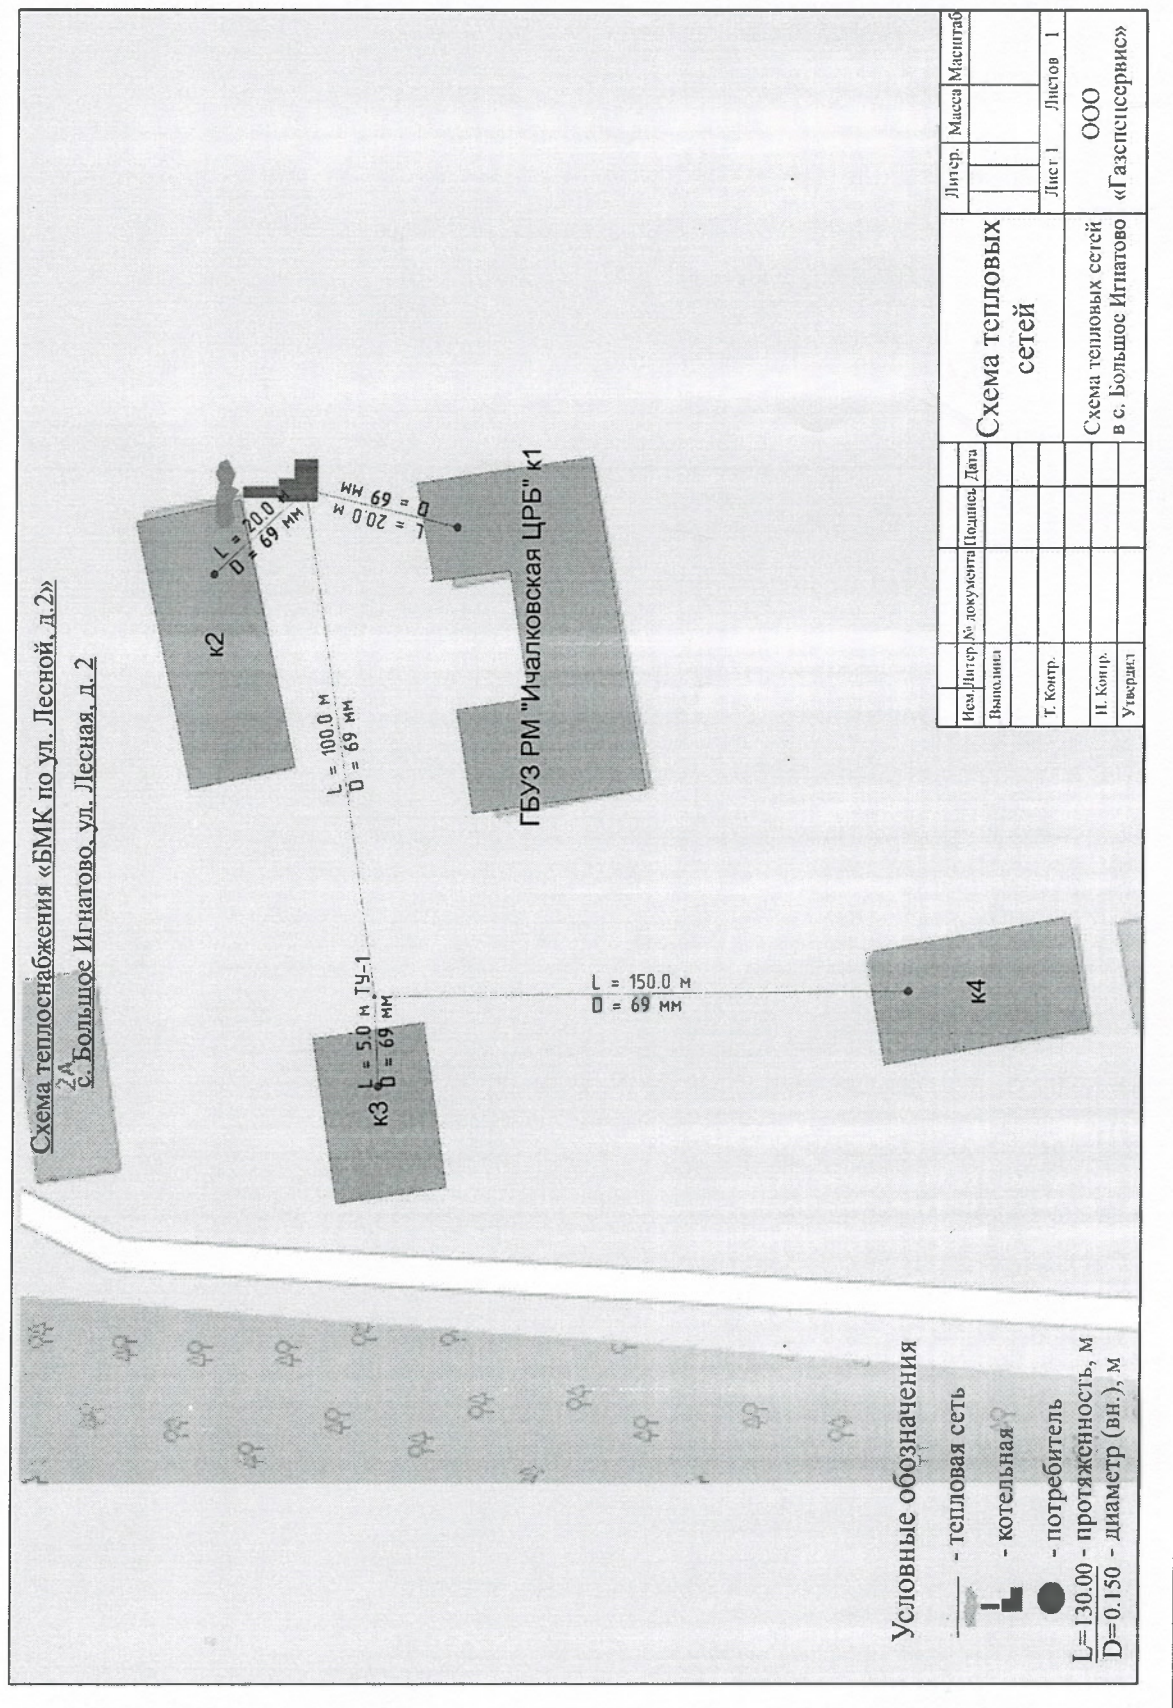 Схема теплоснабжения «БМК по ул. Лесной, д.2»
2А
с. Большое Игнатово, ул. Лесная, д. 2
к2
L = 20.0 м
D = 69 мм
L = 20.0 м
D = 69 мм
ГБУЗ РМ "Ичалковская ЦРБ" к1
L = 100.0 м
D = 69 мм
ТУ-1
L = 5.0 м
D = 69 мм
к3
L = 150.0 м
D = 69 мм
к4
Условные обозначения
- тепловая сеть
- котельная
- потребитель
L=130.00 - протяженность, м
D=0.150 - диаметр (вн.), м
Изм. Литер. № документа Подпись Дата
Выполнил
Т. Контр.
Н. Контр.
Утвердил
Схема тепловых
сетей
Схема тепловых сетей
в с. Большое Игнатово
Литер. Масса Масштаб
Лист 1 Листов 1
ООО
«Газспецсервис»